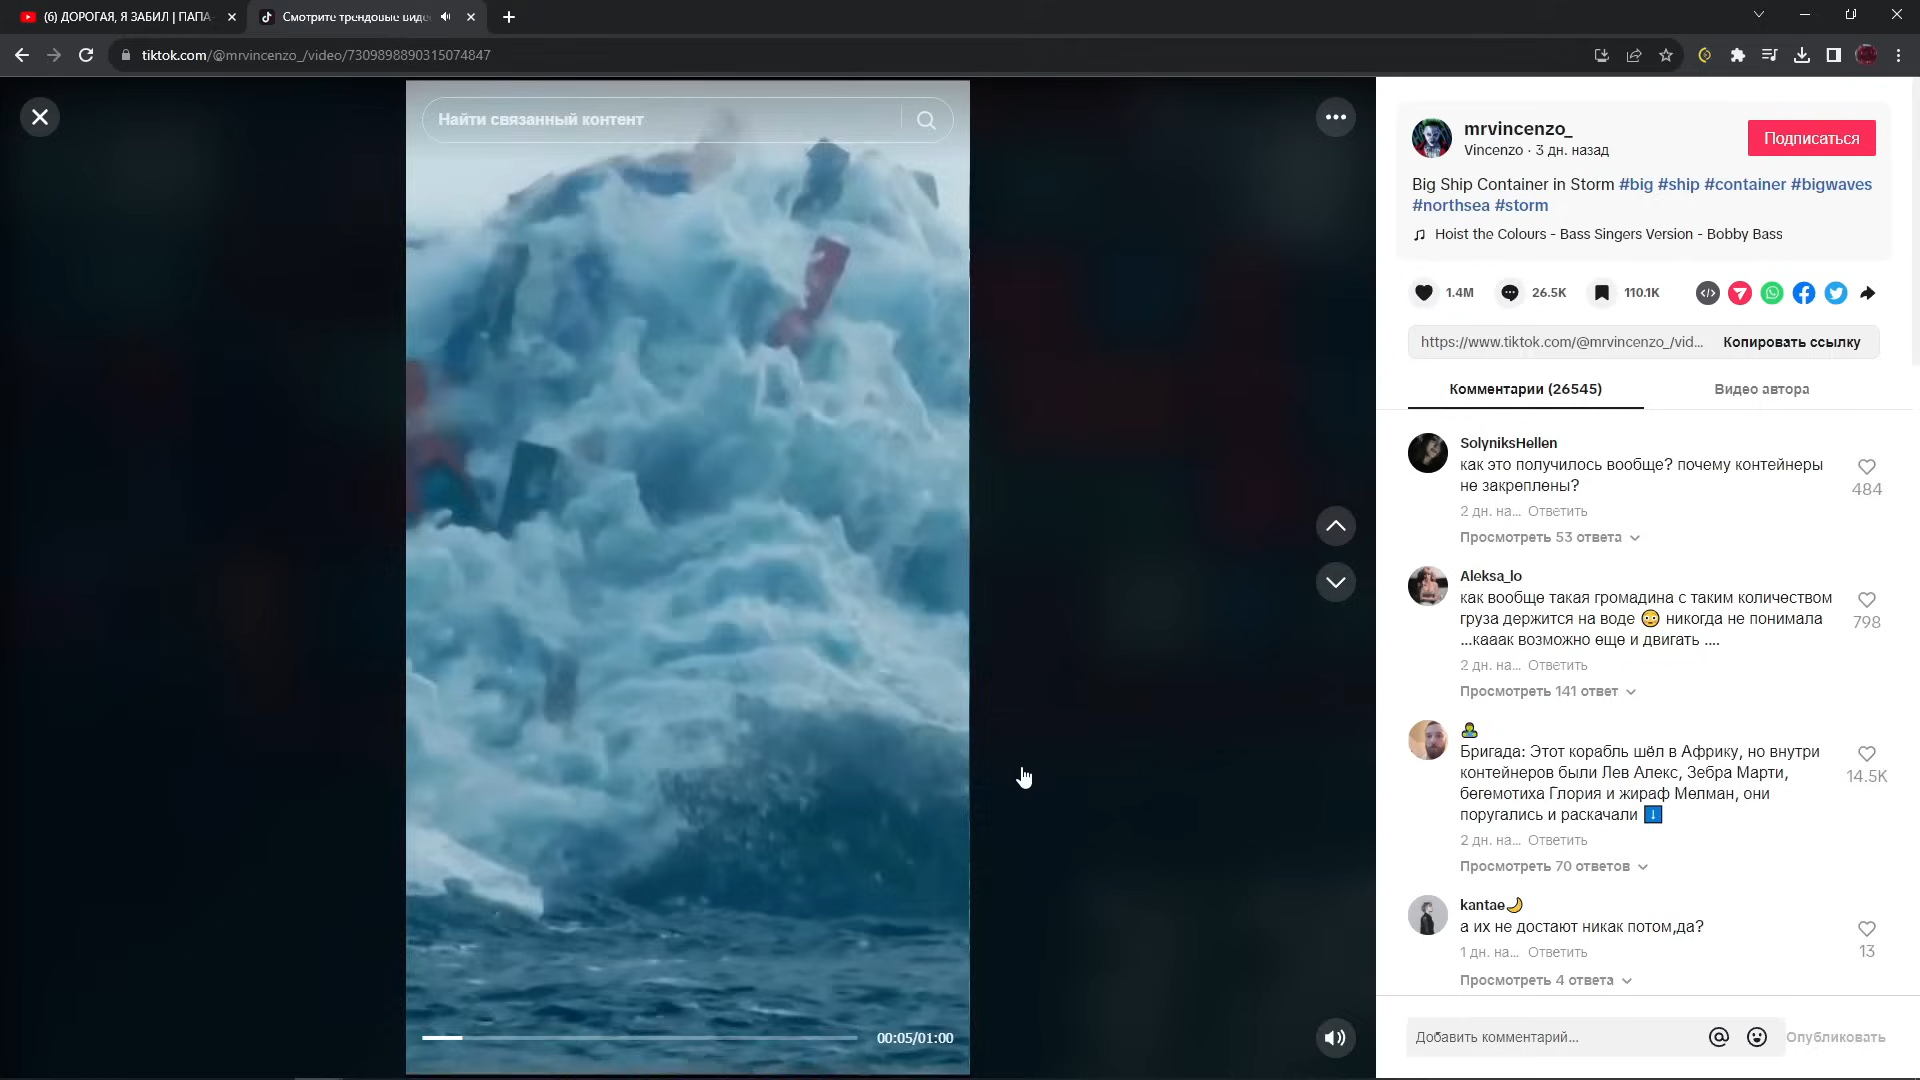 (6) ДОРОГАЯ, Я ЗАБИЛ | ПАПА-
Смотрите трендовые виде
tiktok.com/@mrvincenzo_/video/7309898890315074847
Найти связанный контент
mrvincenzo_
Vincenzo · 3 дн. назад
Подписаться
Big Ship Container in Storm #big #ship #container #bigwaves
#northsea #storm
Hoist the Colours - Bass Singers Version - Bobby Bass
1.4M 26.5K 110.1K
https://www.tiktok.com/@mrvincenzo_/vid... Копировать ссылку
Комментарии (26545) Видео автора
SolyniksHellen
как это получилось вообще? почему контейнеры
не закреплены?
484
2 дн. на... Ответить
Просмотреть 53 ответа
Aleksa_lo
как вообще такая громадина с таким количеством
груза держится на воде 😳 никогда не понимала
...кааак возможно еще и двигать ....
798
2 дн. на... Ответить
Просмотреть 141 ответ
Бригада: Этот корабль шёл в Африку, но внутри
контейнеров были Лев Алекс, Зебра Марти,
бегемотиха Глория и жираф Мелман, они
поругались и раскачали ⬇️
14.5K
2 дн. на... Ответить
Просмотреть 70 ответов
kantae🌙
а их не достают никак потом,да?
13
1 дн. на... Ответить
Просмотреть 4 ответа
00:05/01:00
Добавить комментарий... Опубликовать